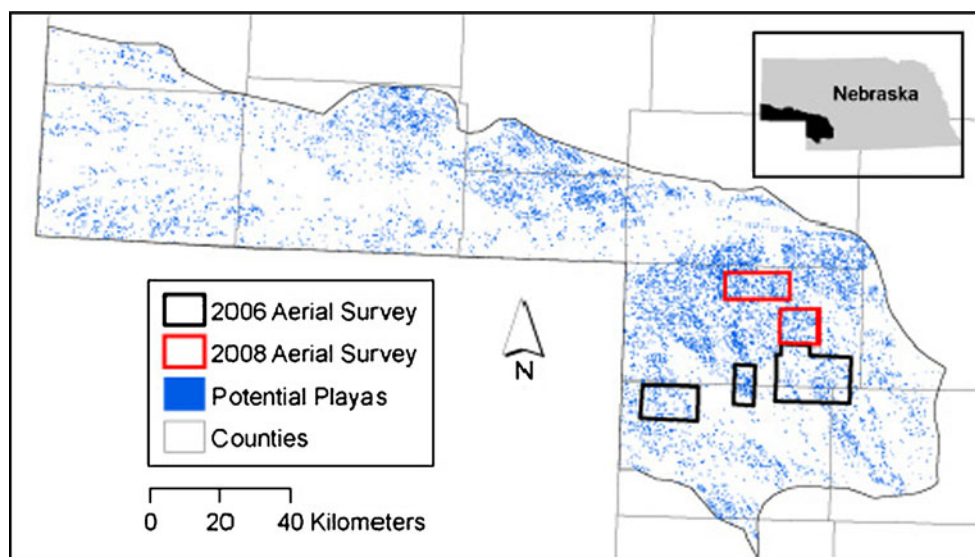 Nebraska
2006 Aerial Survey
2008 Aerial Survey
Potential Playas
Counties
N
0 20 40 Kilometers